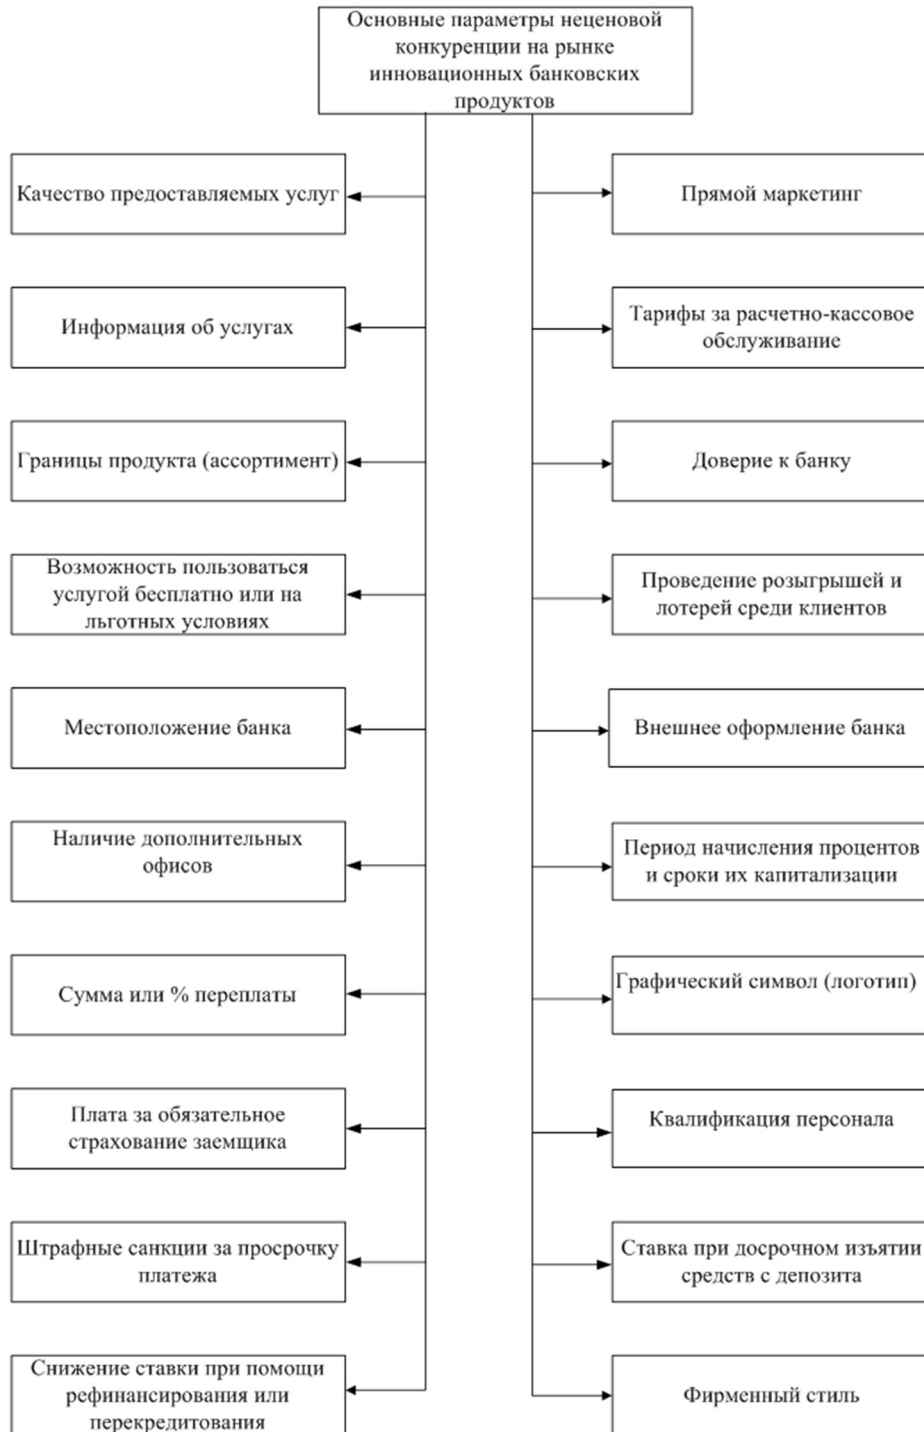 Основные параметры неценовой
конкуренции на рынке
инновационных банковских
продуктов
Качество предоставляемых услуг
Прямой маркетинг
Информация об услугах
Тарифы за расчетно-кассовое
обслуживание
Границы продукта (ассортимент)
Доверие к банку
Возможность пользоваться
услугой бесплатно или на
льготных условиях
Проведение розыгрышей и
лотерей среди клиентов
Местоположение банка
Внешнее оформление банка
Наличие дополнительных
офисов
Период начисления процентов
и сроки их капитализации
Сумма или % переплаты
Графический символ (логотип)
Плата за обязательное
страхование заемщика
Квалификация персонала
Штрафные санкции за просрочку
платежа
Ставка при досрочном изъятии
средств с депозита
Снижение ставки при помощи
рефинансирования или
перекредитования
Фирменный стиль